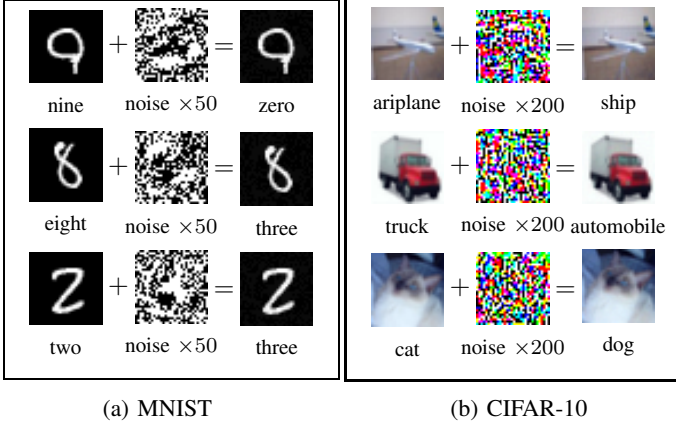 + =
nine noise ×50 zero
+ =
eight noise ×50 three
+ =
two noise ×50 three
(a) MNIST
+ =
ariplane noise ×200 ship
+ =
truck noise ×200 automobile
+ =
cat noise ×200 dog
(b) CIFAR-10